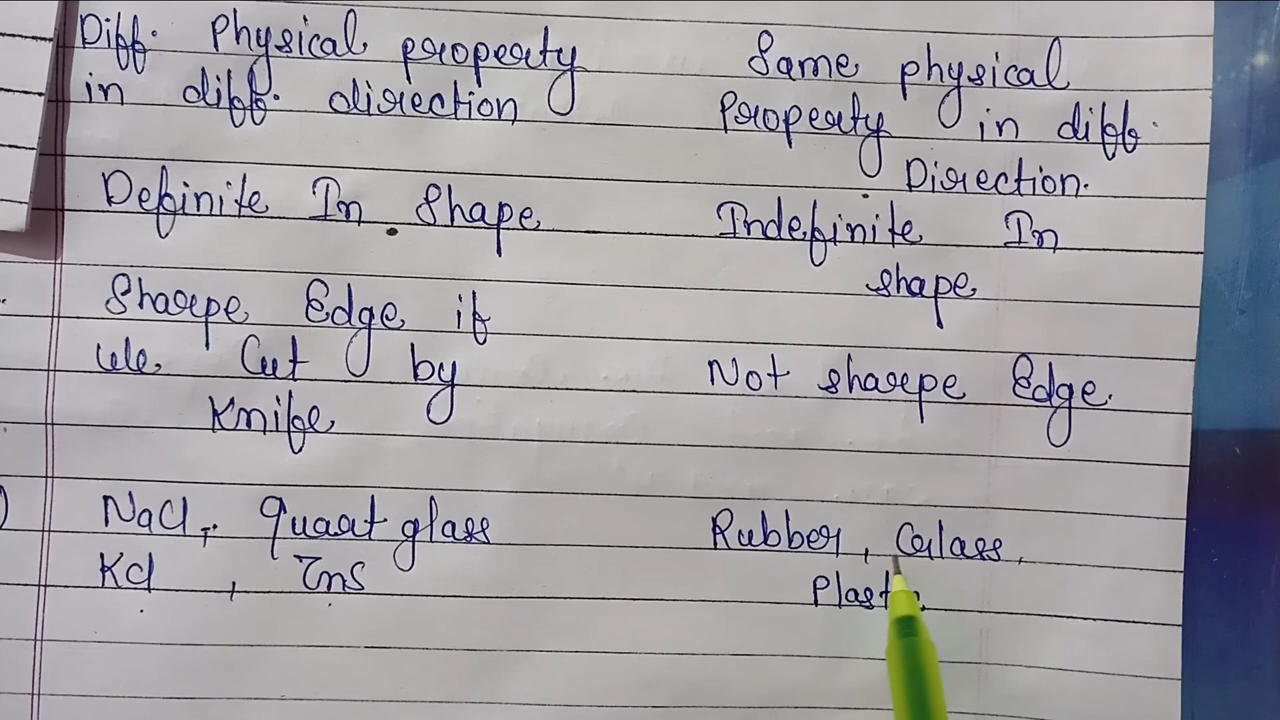 Diff. Physical property
in diff. direction
Definite In Shape
Sharpe Edge if
we Cut by
Knife
NaCl, quart glass
Kcl , ZnS
Same physical
Property in diff.
Direction.
Indefinite In
shape
Not sharpe Edge.
Rubber, Glass,